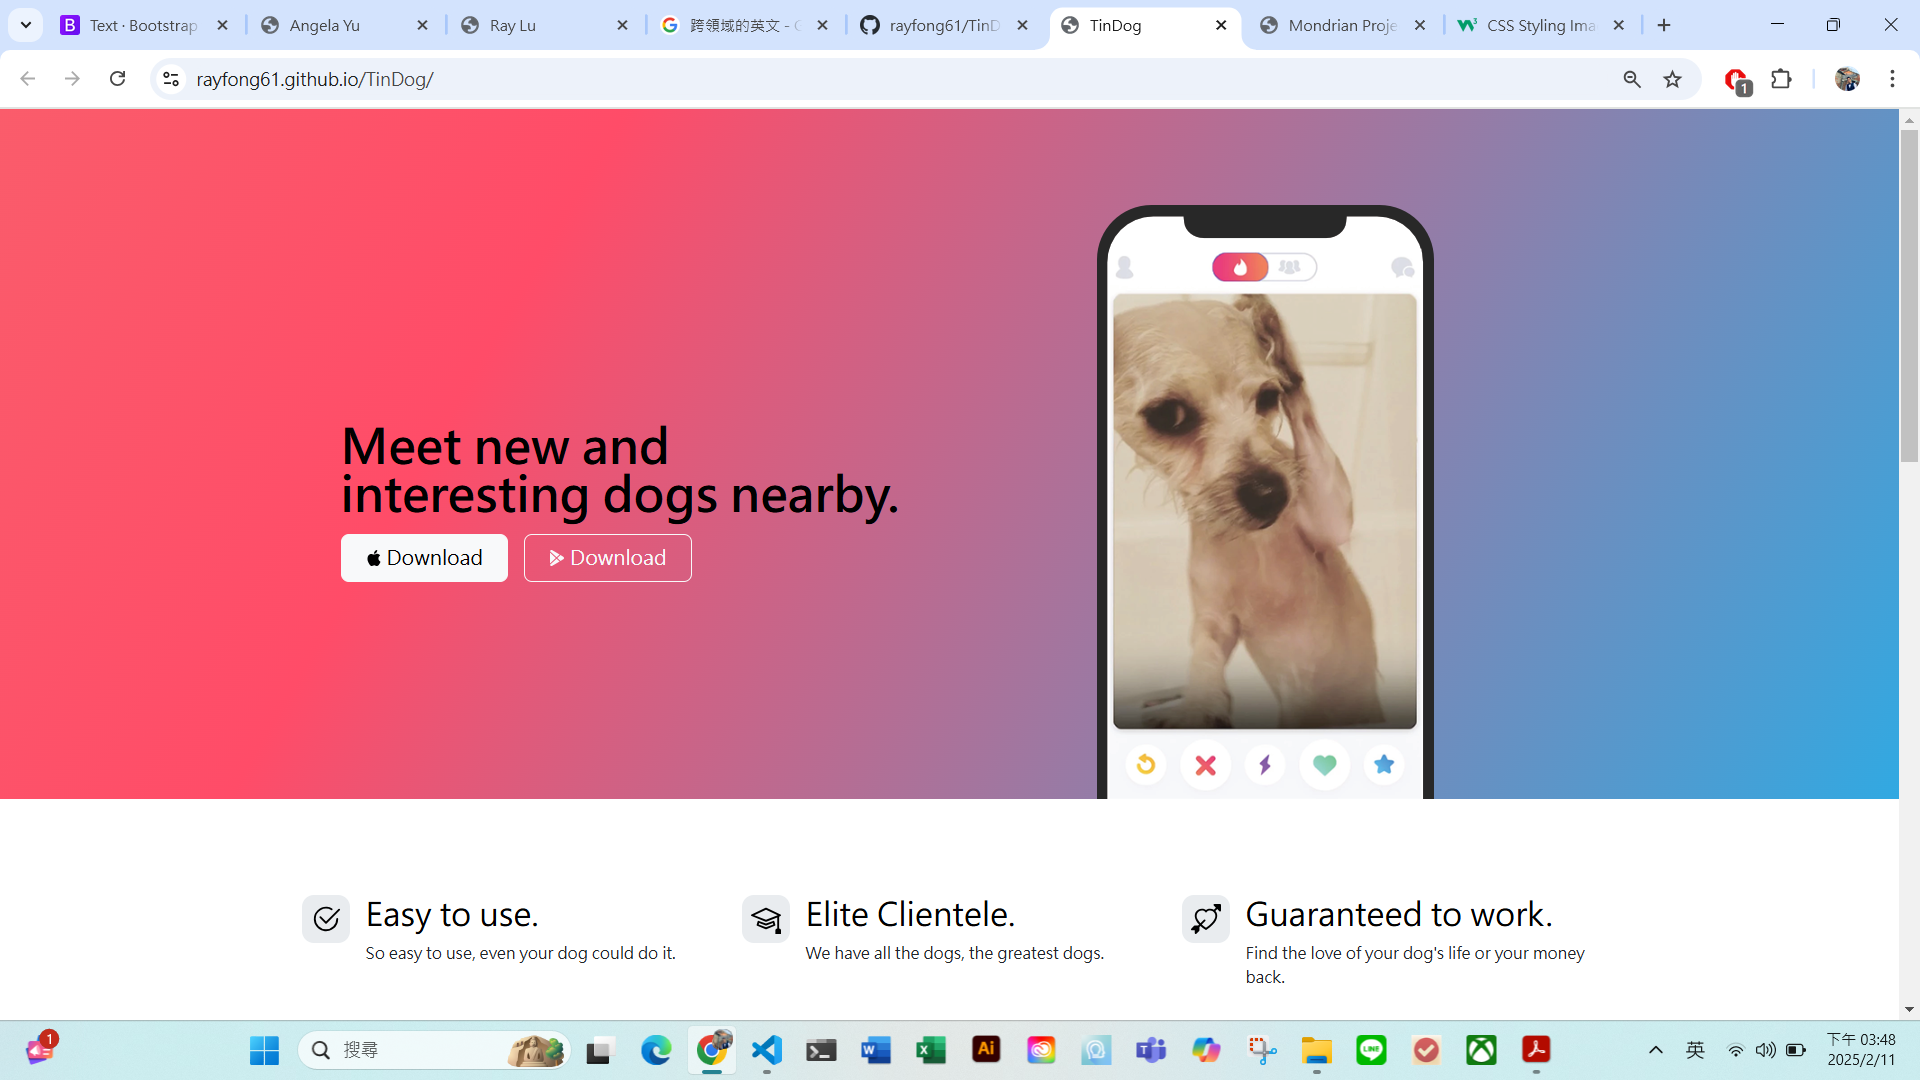 Text · Bootstrap
Angela Yu
Ray Lu
跨領域的英文 - G
rayfong61/TinD
TinDog
Mondrian Proje
CSS Styling Ima
rayfong61.github.io/TinDog/
1
Meet new and
interesting dogs nearby.
Download
Download
Easy to use.
So easy to use, even your dog could do it.
Elite Clientele.
We have all the dogs, the greatest dogs.
Guaranteed to work.
Find the love of your dog's life or your money
back.
1
搜尋
英
下午 03:48
2025/2/11